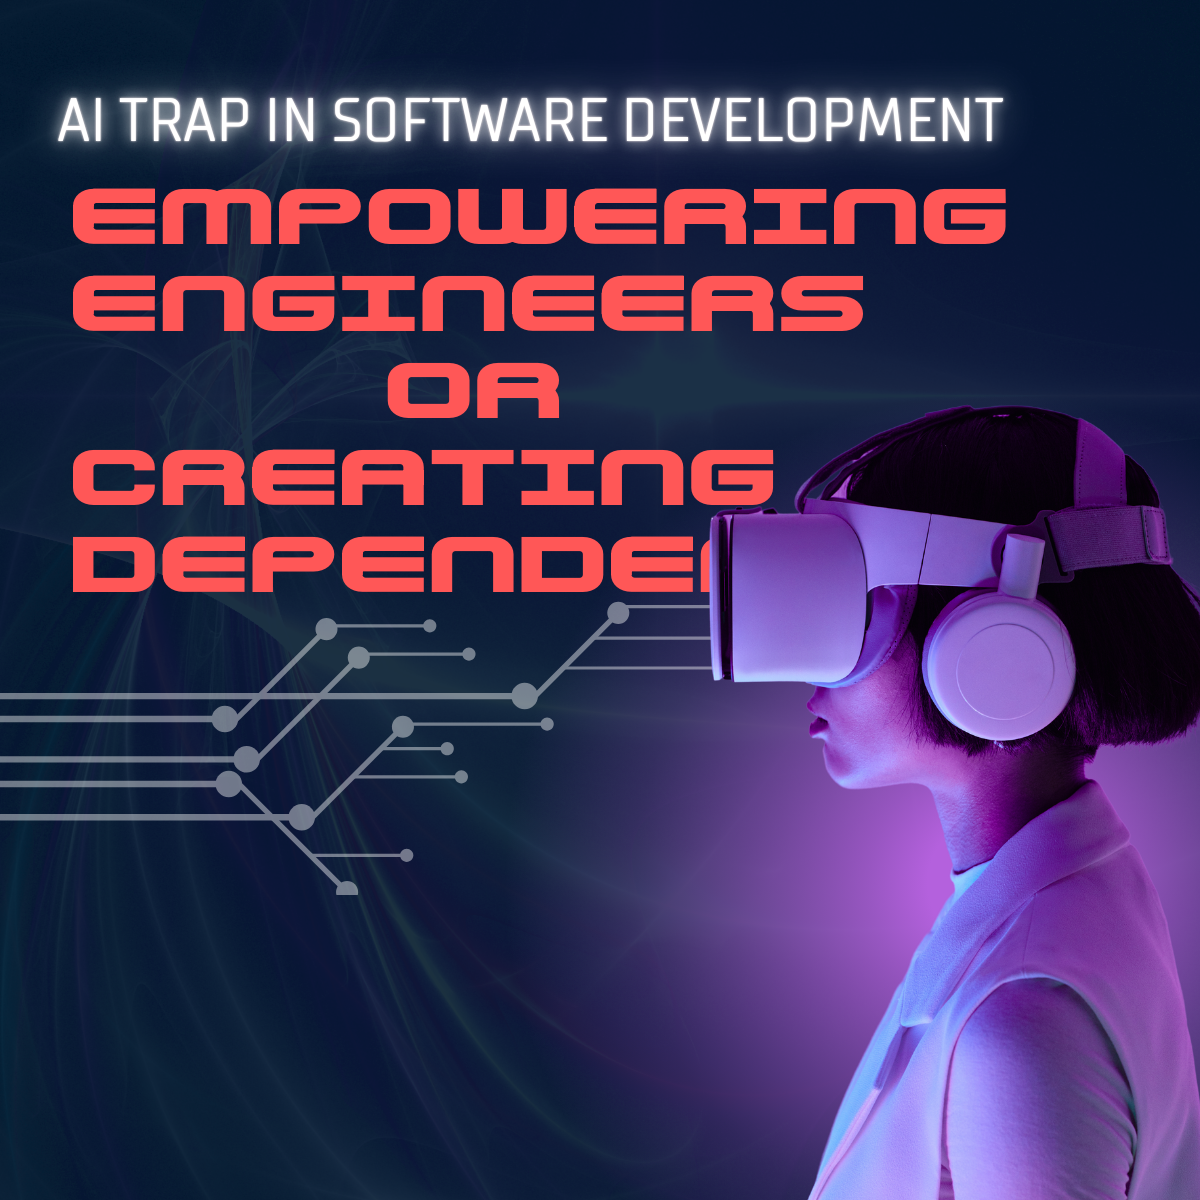 AI TRAP IN SOFTWARE DEVELOPMENT
EMPOWERING
ENGINEERS
OR
CREATING